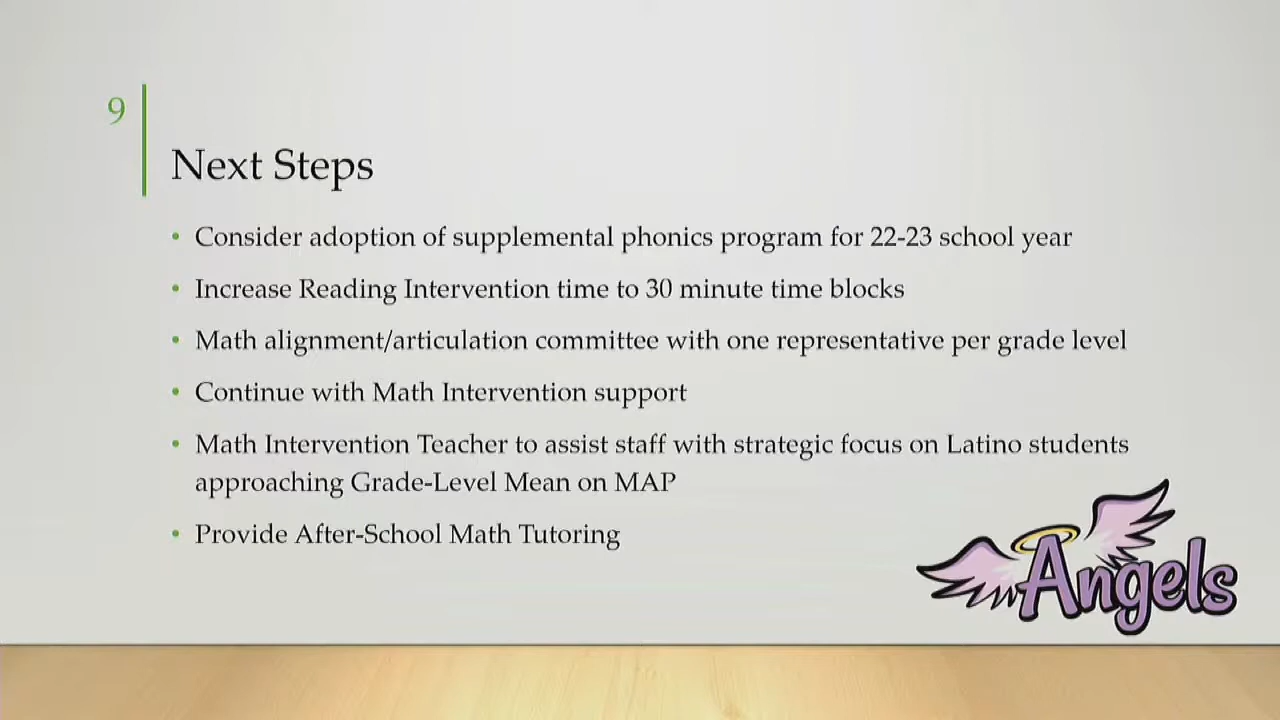 9
Next Steps
• Consider adoption of supplemental phonics program for 22-23 school year
• Increase Reading Intervention time to 30 minute time blocks
• Math alignment/articulation committee with one representative per grade level
• Continue with Math Intervention support
• Math Intervention Teacher to assist staff with strategic focus on Latino students
approaching Grade-Level Mean on MAP
• Provide After-School Math Tutoring
Angels